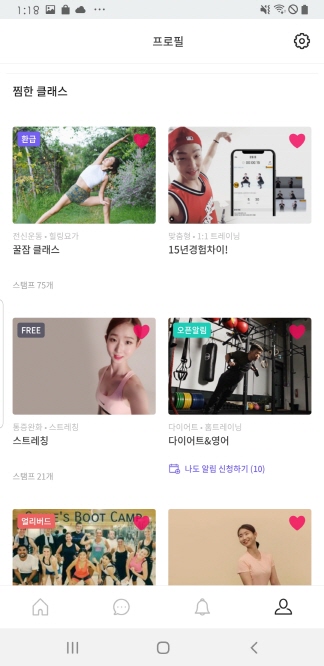 1:18
프로필
찜한 클래스
환급
전신운동 • 힐링요가
꿀잠 클래스
스탬프 75개
맞춤형 • 1:1 트레이닝
15년경험차이!
FREE
통증완화 • 스트레칭
스트레칭
스탬프 21개
오픈알림
다이어트 • 홈트레이닝
다이어트&영어
나도 알림 신청하기 (10)
얼리버드
'S BOOT CAMP